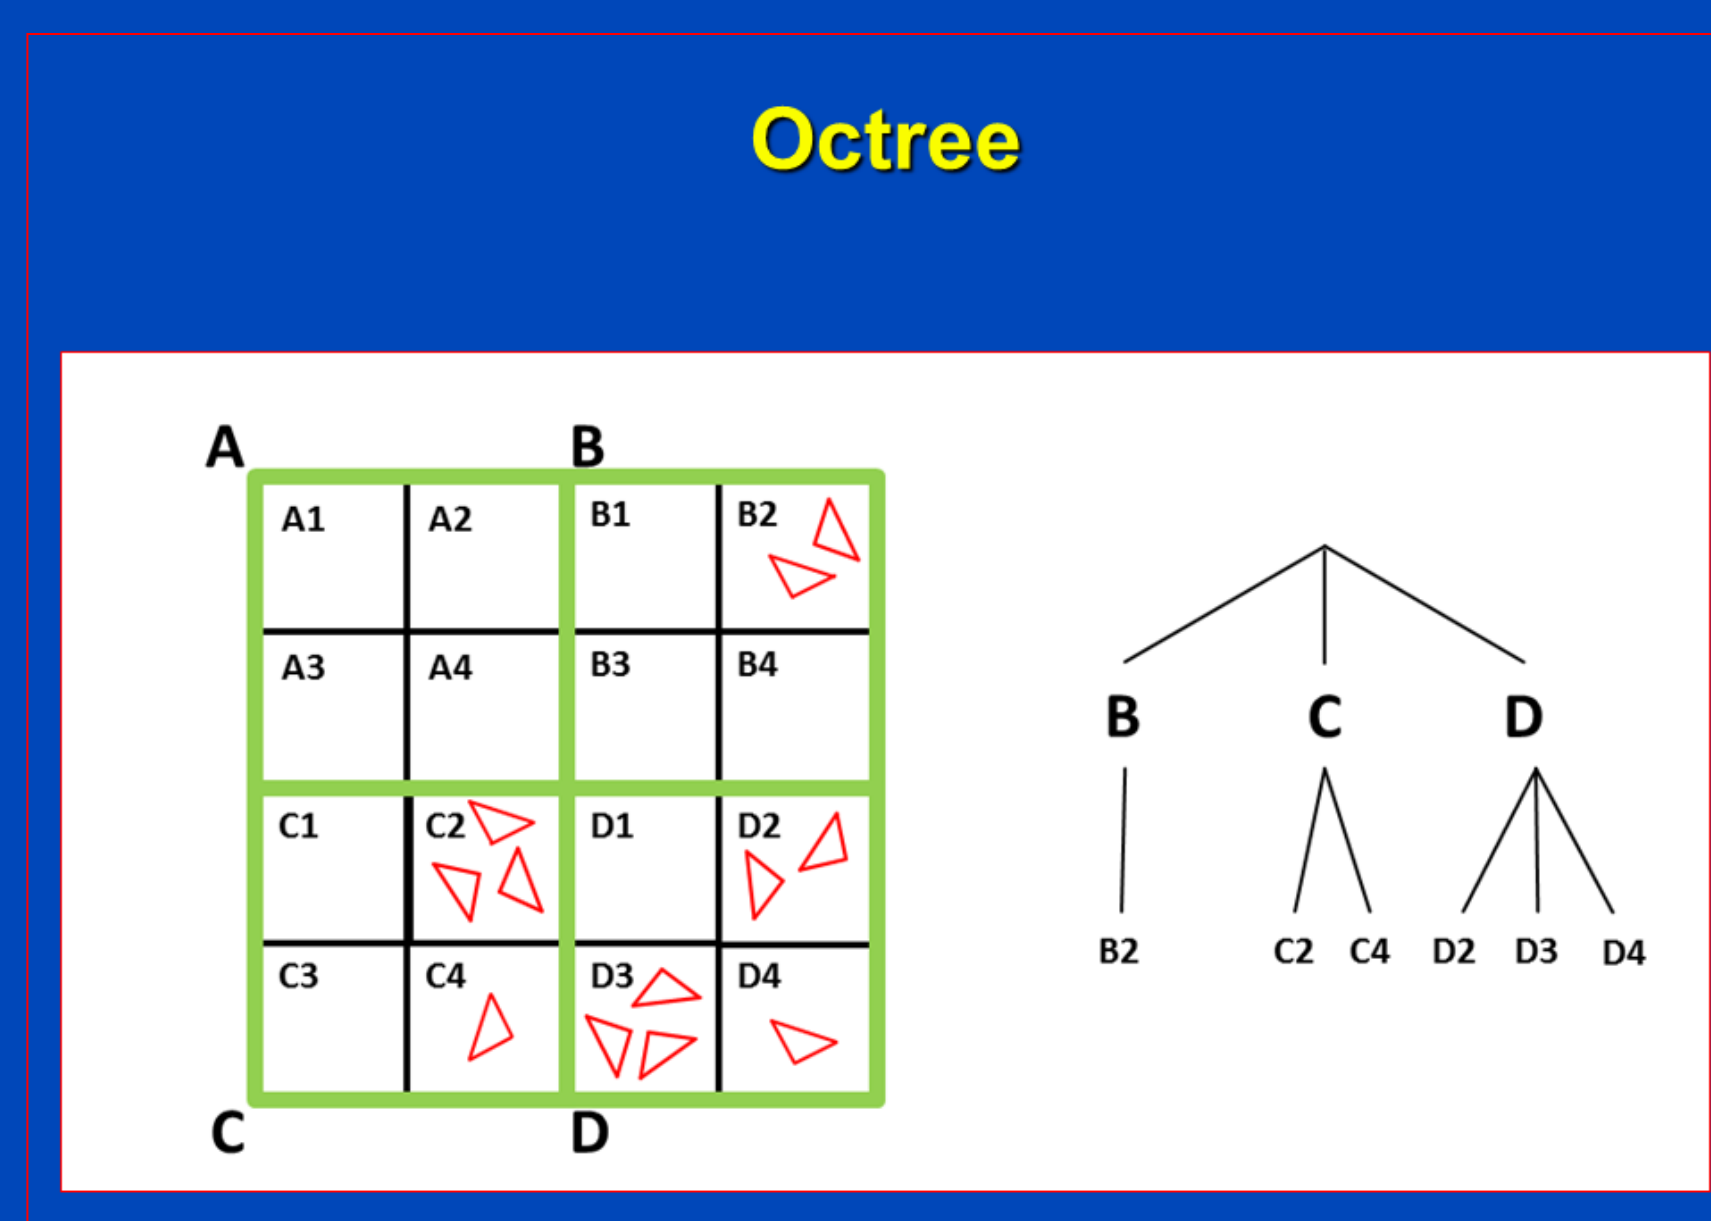 Octree
A B
A1 A2 B1 B2
A3 A4 B3 B4
C1 C2 D1 D2
C3 C4 D3 D4
C D
B C D
B2 C2 C4 D2 D3 D4